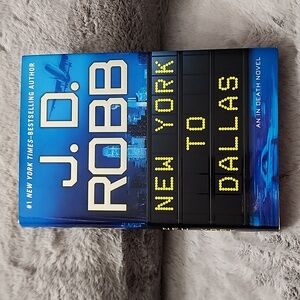 #1 NEW YORK TIMES-BESTSELLING AUTHOR
J. D.
ROBB
NEW YORK
TO
DALLAS
AN IN DEATH NOVEL